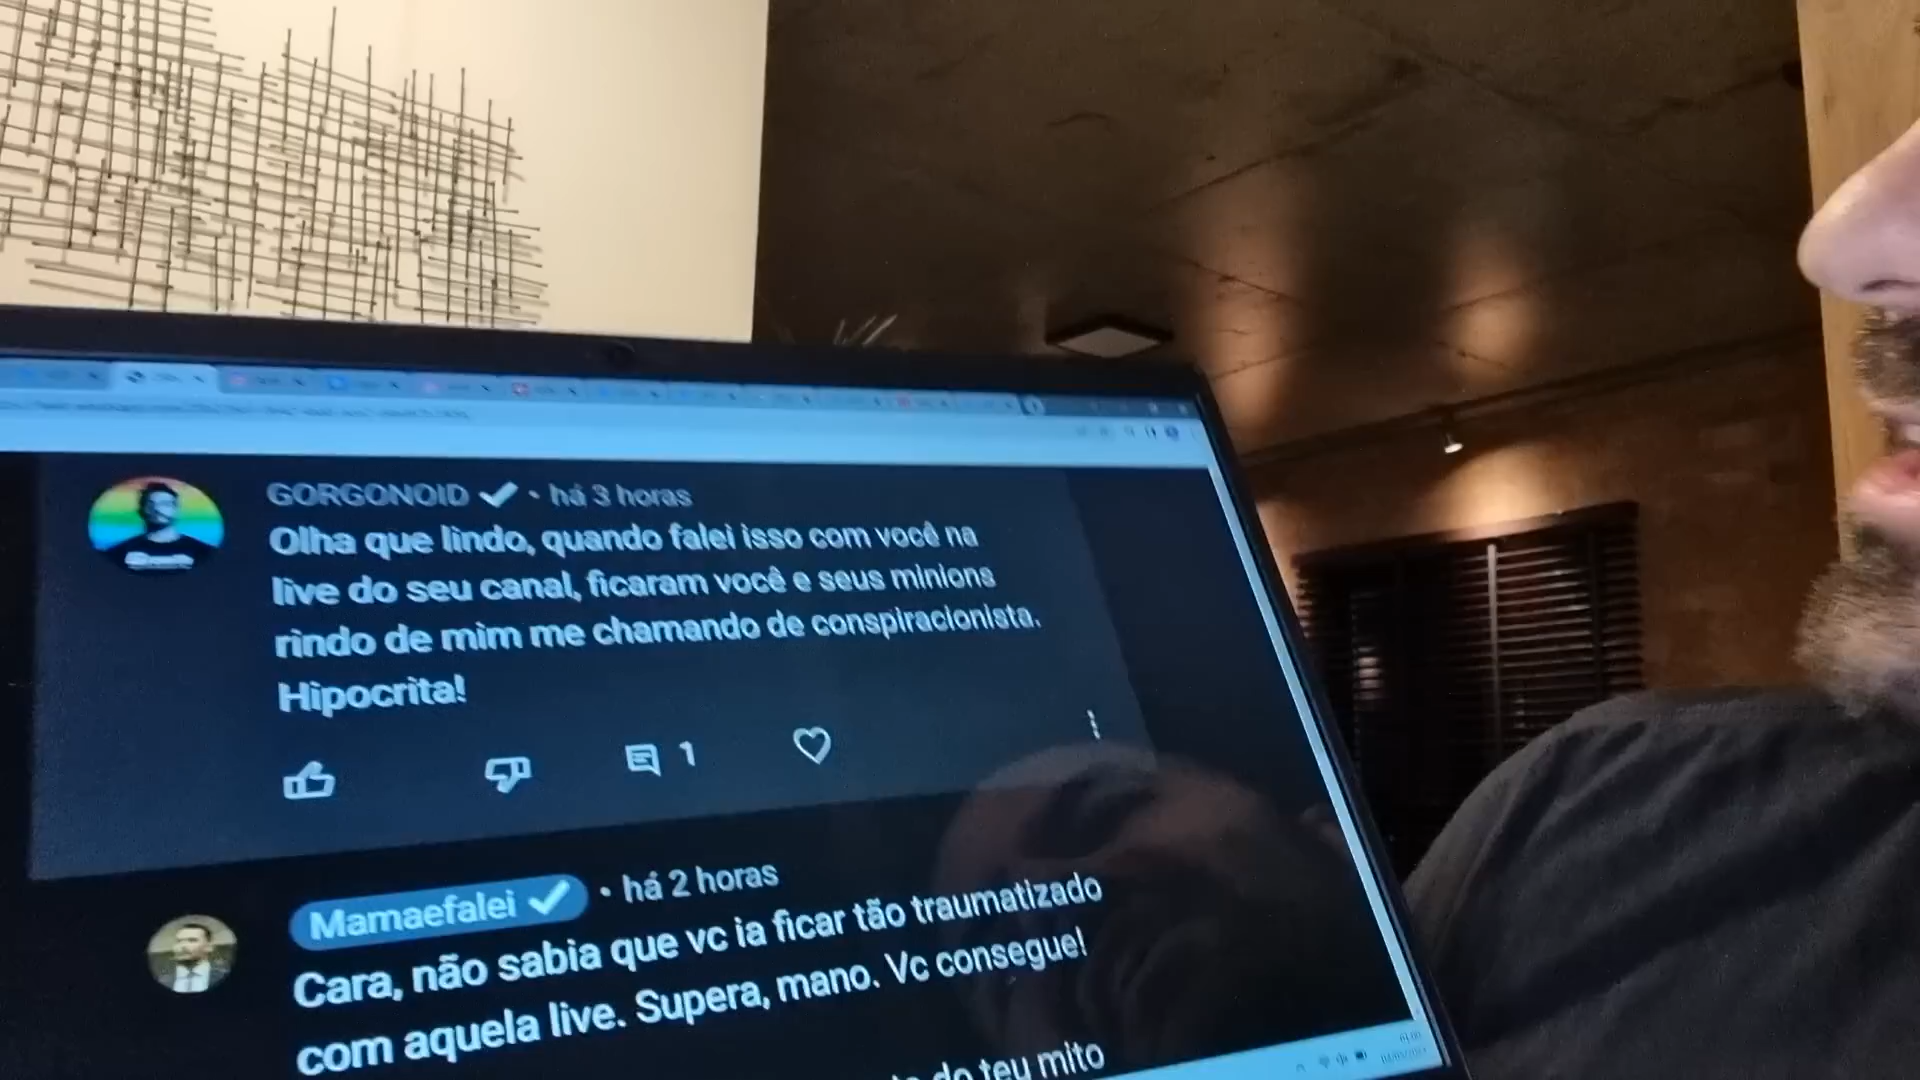 GORGONOID • há 3 horas
Olha que lindo, quando falei isso com você na
live do seu canal, ficaram você e seus minions
rindo de mim me chamando de conspiracionista.
Hipocrita!
1
Mamaefalei • há 2 horas
Cara, não sabia que vc ia ficar tão traumatizado
com aquela live. Supera, mano. Vc consegue!
do teu mito